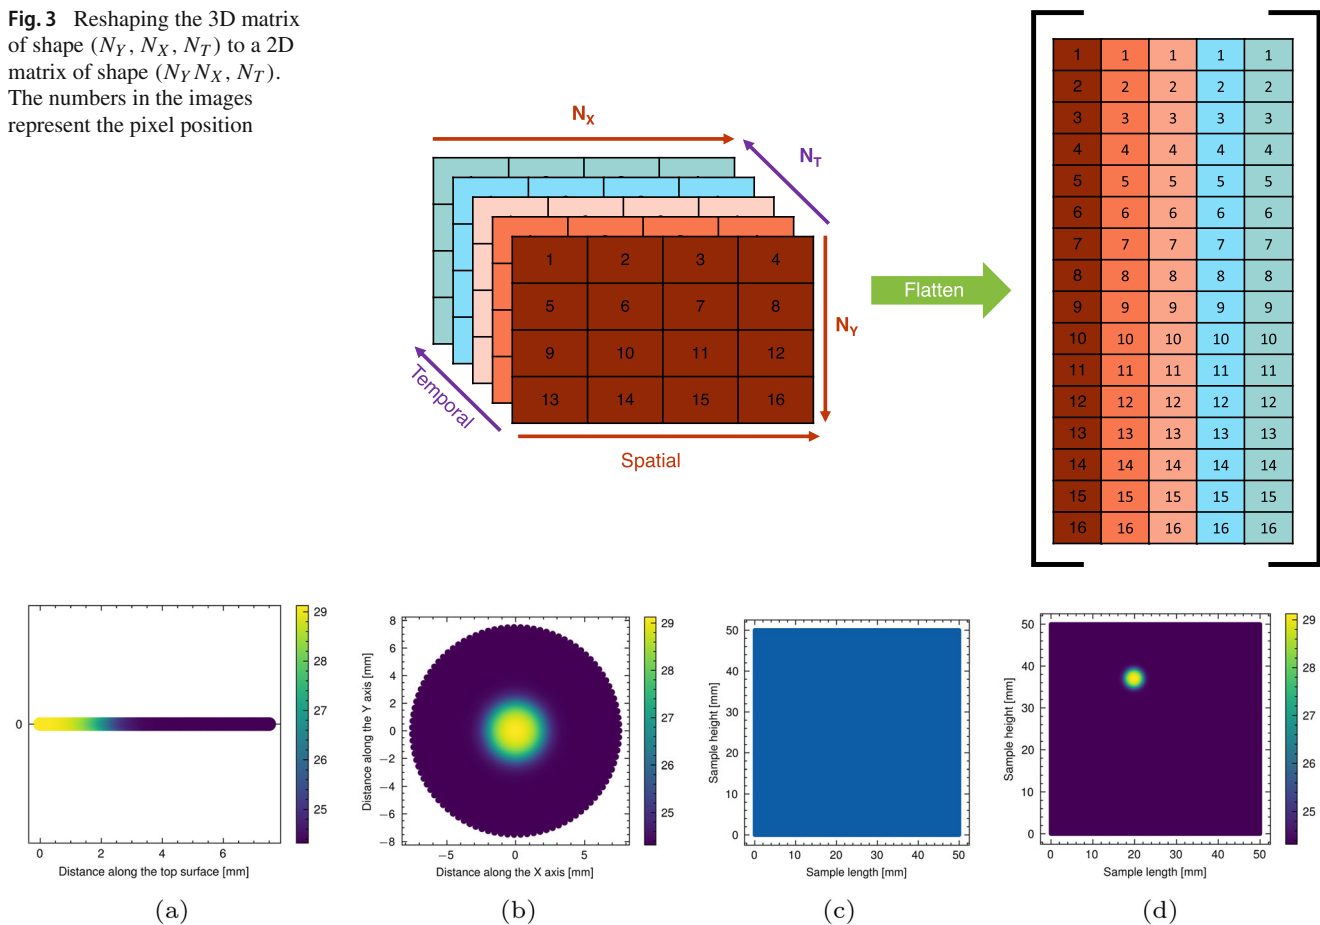 Fig. 3 Reshaping the 3D matrix
of shape (N_Y, N_X, N_T) to a 2D
matrix of shape (N_Y N_X, N_T).
The numbers in the images
represent the pixel position
N_X
N_T
1 2 3 4
5 6 7 8
9 10 11 12
13 14 15 16
N_Y
Temporal
Spatial
Flatten
1 1 1 1 1
2 2 2 2 2
3 3 3 3 3
4 4 4 4 4
5 5 5 5 5
6 6 6 6 6
7 7 7 7 7
8 8 8 8 8
9 9 9 9 9
10 10 10 10 10
11 11 11 11 11
12 12 12 12 12
13 13 13 13 13
14 14 14 14 14
15 15 15 15 15
16 16 16 16 16
0
0 2 4 6
Distance along the top surface [mm]
29
28
27
26
25
(a)
Distance along the Y axis [mm]
8
6
4
2
0
−2
−4
−6
−8
−5 0 5
Distance along the X axis [mm]
29
28
27
26
25
(b)
Sample height [mm]
50
40
30
20
10
0
0 10 20 30 40 50
Sample length [mm]
(c)
Sample height [mm]
50
40
30
20
10
0
0 10 20 30 40 50
Sample length [mm]
29
28
27
26
25
(d)